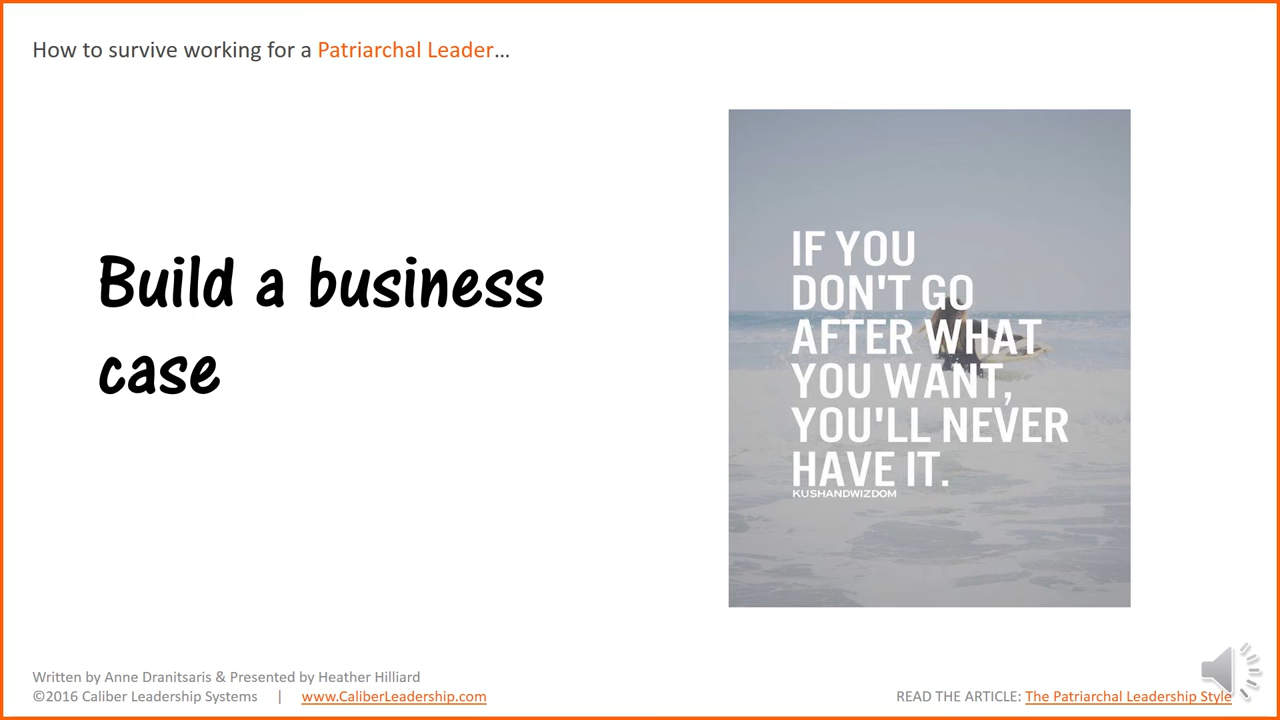 How to survive working for a Patriarchal Leader...
Build a business
case
IF YOU
DON'T GO
AFTER WHAT
YOU WANT,
YOU'LL NEVER
HAVE IT.
KUSHANDWIZDOM
Written by Anne Dranitsaris & Presented by Heather Hilliard
©2016 Caliber Leadership Systems | www.CaliberLeadership.com
READ THE ARTICLE: The Patriarchal Leadership Style